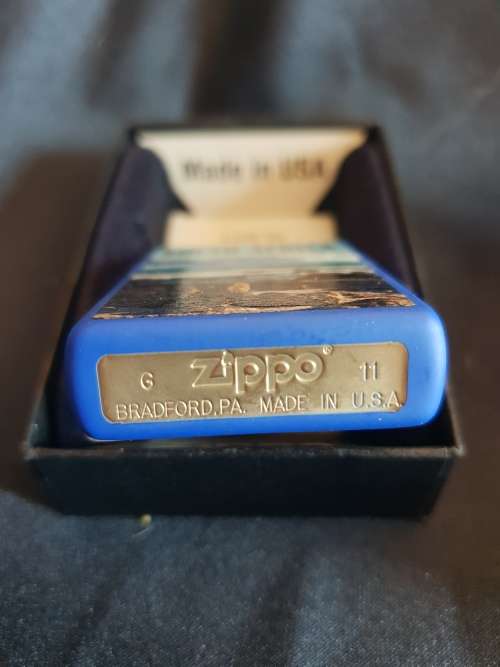 Made in USA
G Zippo® 11
BRADFORD,PA. MADE IN U.S.A.